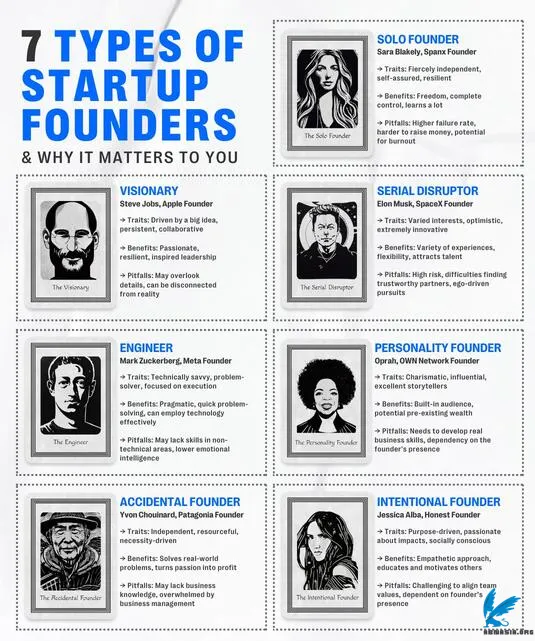 7 TYPES OF
STARTUP
FOUNDERS
& WHY IT MATTERS TO YOU
The Solo Founder
SOLO FOUNDER
Sara Blakely, Spanx Founder
→ Traits: Fiercely independent,
self-assured, resilient
→ Benefits: Freedom, complete
control, learns a lot
→ Pitfalls: Higher failure rate,
harder to raise money, potential
for burnout
The Visionary
VISIONARY
Steve Jobs, Apple Founder
→ Traits: Driven by a big idea,
persistent, collaborative
→ Benefits: Passionate,
resilient, inspired leadership
→ Pitfalls: May overlook
details, can be disconnected
from reality
The Serial Disruptor
SERIAL DISRUPTOR
Elon Musk, SpaceX Founder
→ Traits: Varied interests, optimistic,
extremely innovative
→ Benefits: Variety of experiences,
flexibility, attracts talent
→ Pitfalls: High risk, difficulties finding
trustworthy partners, ego-driven
pursuits
The Engineer
ENGINEER
Mark Zuckerberg, Meta Founder
→ Traits: Technically savvy, problem-
solver, focused on execution
→ Benefits: Pragmatic, quick problem-
solving, can employ technology
effectively
→ Pitfalls: May lack skills in non-
technical areas, lower emotional
intelligence
The Personality Founder
PERSONALITY FOUNDER
Oprah, OWN Network Founder
→ Traits: Charismatic, influential,
excellent storytellers
→ Benefits: Built-in audience,
potential pre-existing wealth
→ Pitfalls: Needs to develop real
business skills, dependency on the
founder's presence
The Accidental Founder
ACCIDENTAL FOUNDER
Yvon Chouinard, Patagonia Founder
→ Traits: Independent, resourceful,
necessity-driven
→ Benefits: Solves real-world
problems, turns passion into profit
→ Pitfalls: May lack business
knowledge, overwhelmed by
business management
The Intentional Founder
INTENTIONAL FOUNDER
Jessica Alba, Honest Founder
→ Traits: Purpose-driven, passionate
about impacts, socially conscious
→ Benefits: Empathetic approach,
educates and motivates others
→ Pitfalls: Challenging to align team
values, dependent on founder's
presence